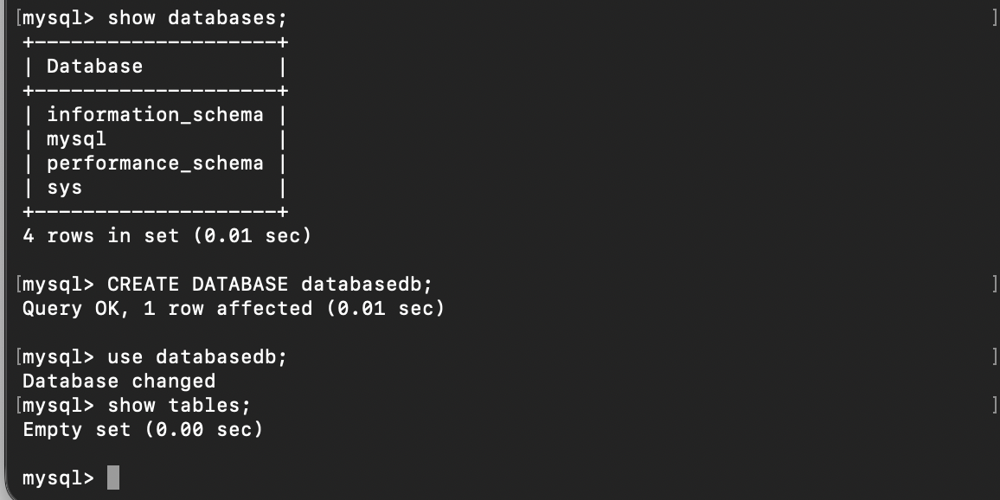 [mysql> show databases; ]
+--------------------+
| Database           |
+--------------------+
| information_schema |
| mysql              |
| performance_schema |
| sys                |
+--------------------+
4 rows in set (0.01 sec)
[mysql> CREATE DATABASE databasedb; ]
Query OK, 1 row affected (0.01 sec)
[mysql> use databasedb; ]
Database changed
[mysql> show tables; ]
Empty set (0.00 sec)
mysql>